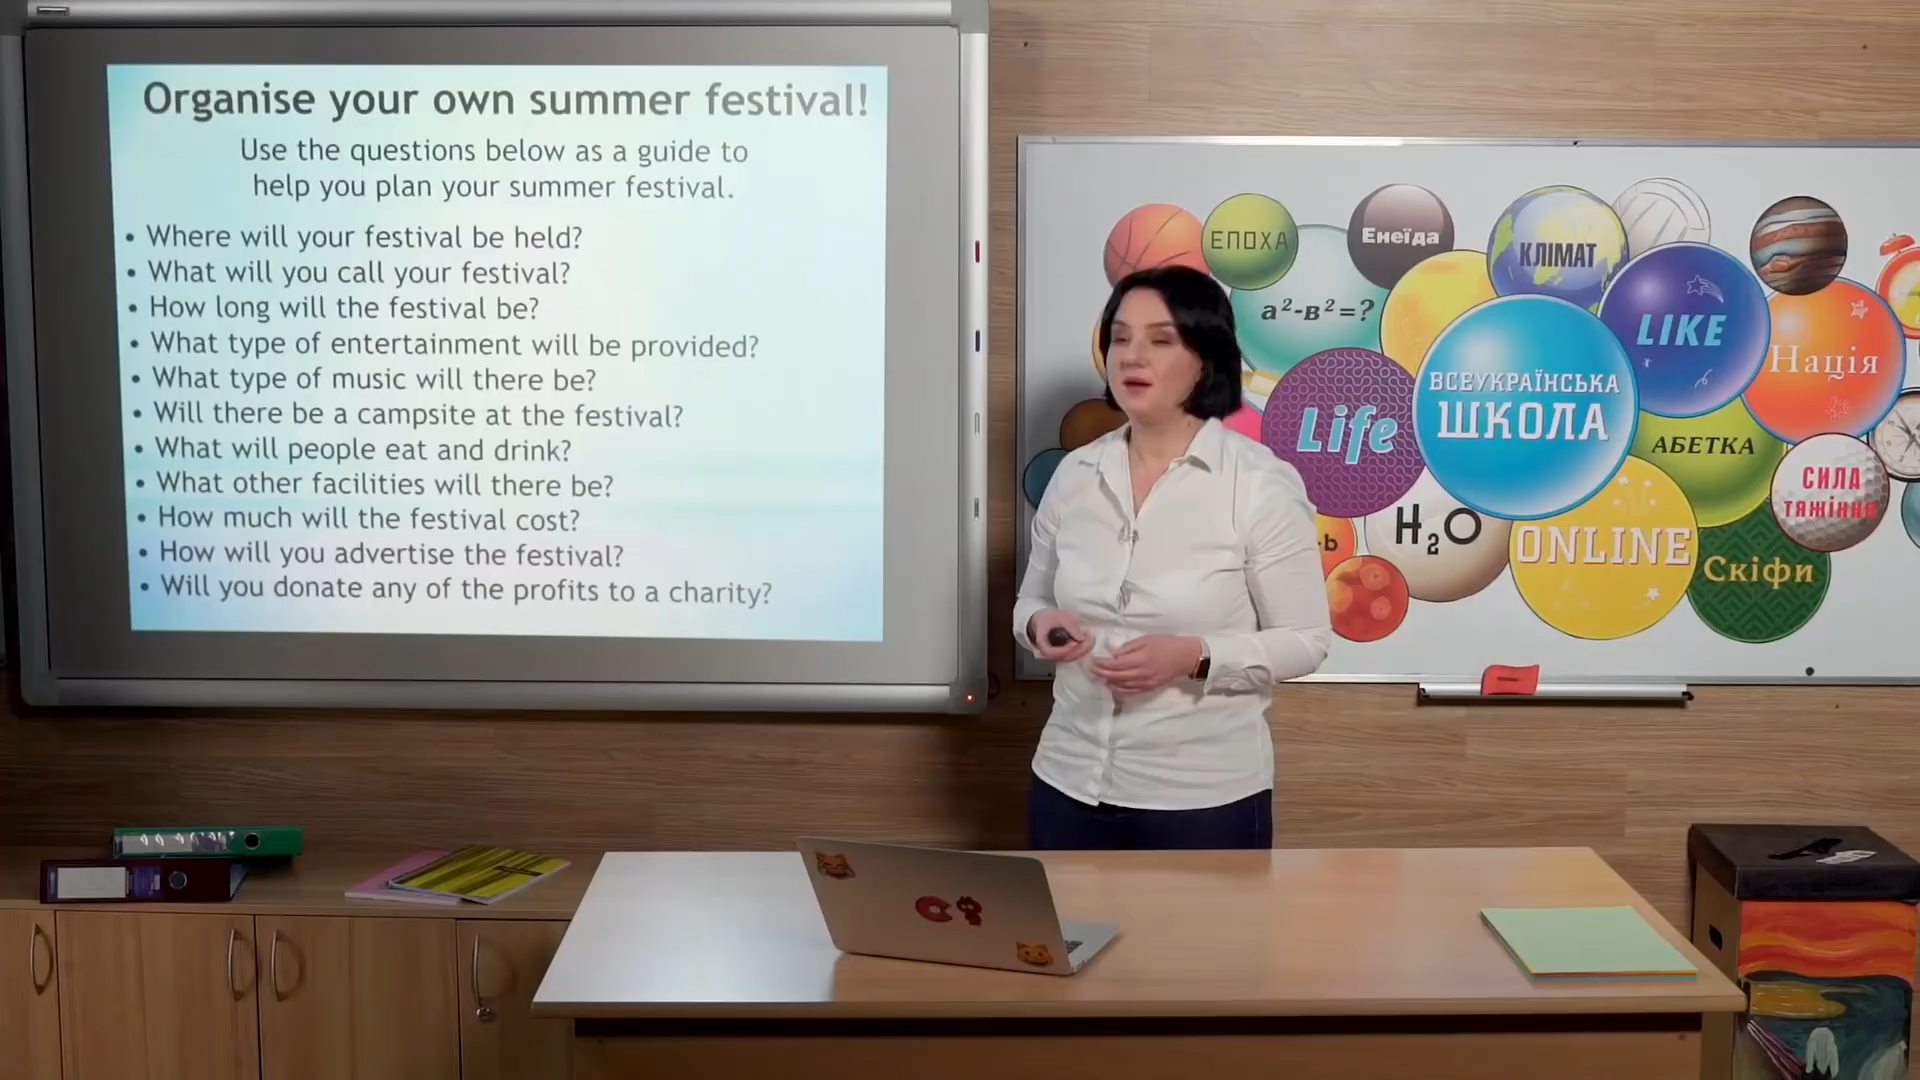 Organise your own summer festival!
Use the questions below as a guide to
help you plan your summer festival.
• Where will your festival be held?
• What will you call your festival?
• How long will the festival be?
• What type of entertainment will be provided?
• What type of music will there be?
• Will there be a campsite at the festival?
• What will people eat and drink?
• What other facilities will there be?
• How much will the festival cost?
• How will you advertise the festival?
• Will you donate any of the profits to a charity?
ЕПОХА
Енеїда
КЛІМАТ
a²-в²=?
LIKE
Нація
Life
ВСЕУКРАЇНСЬКА
ШКОЛА
АБЕТКА
СИЛА
ТЯЖІННЯ
H₂O
-b
ONLINE
Скіфи